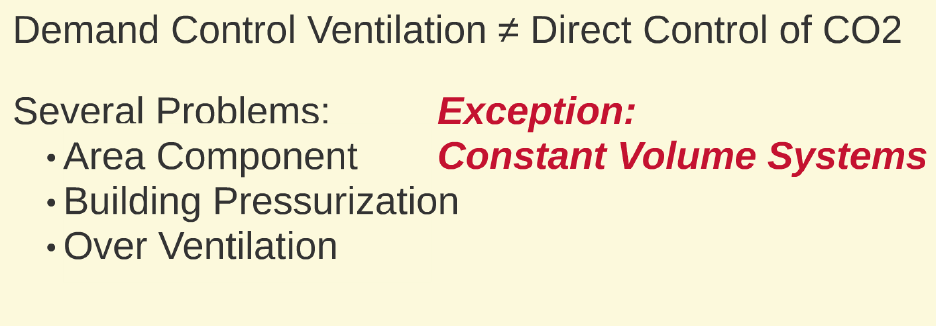 Demand Control Ventilation ≠ Direct Control of CO2
Several Problems:
• Area Component
• Building Pressurization
• Over Ventilation
Exception:
Constant Volume Systems